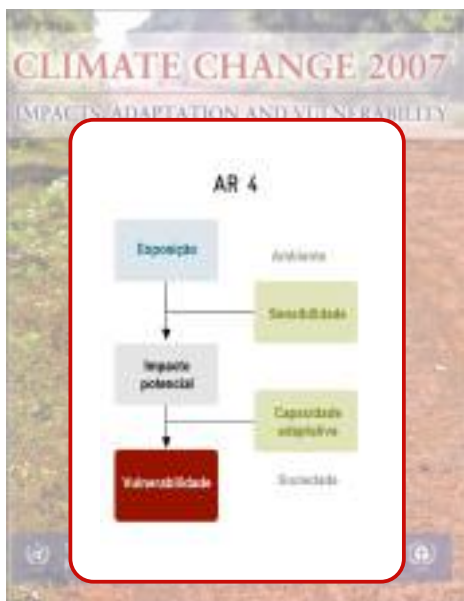 CLIMATE CHANGE 2007
IMPACTS, ADAPTATION AND VULNERABILITY
AR 4
Exposição
Ambiente
Sensibilidade
Impacto
potencial
Capacidade
adaptativa
Vulnerabilidade
Sociedade